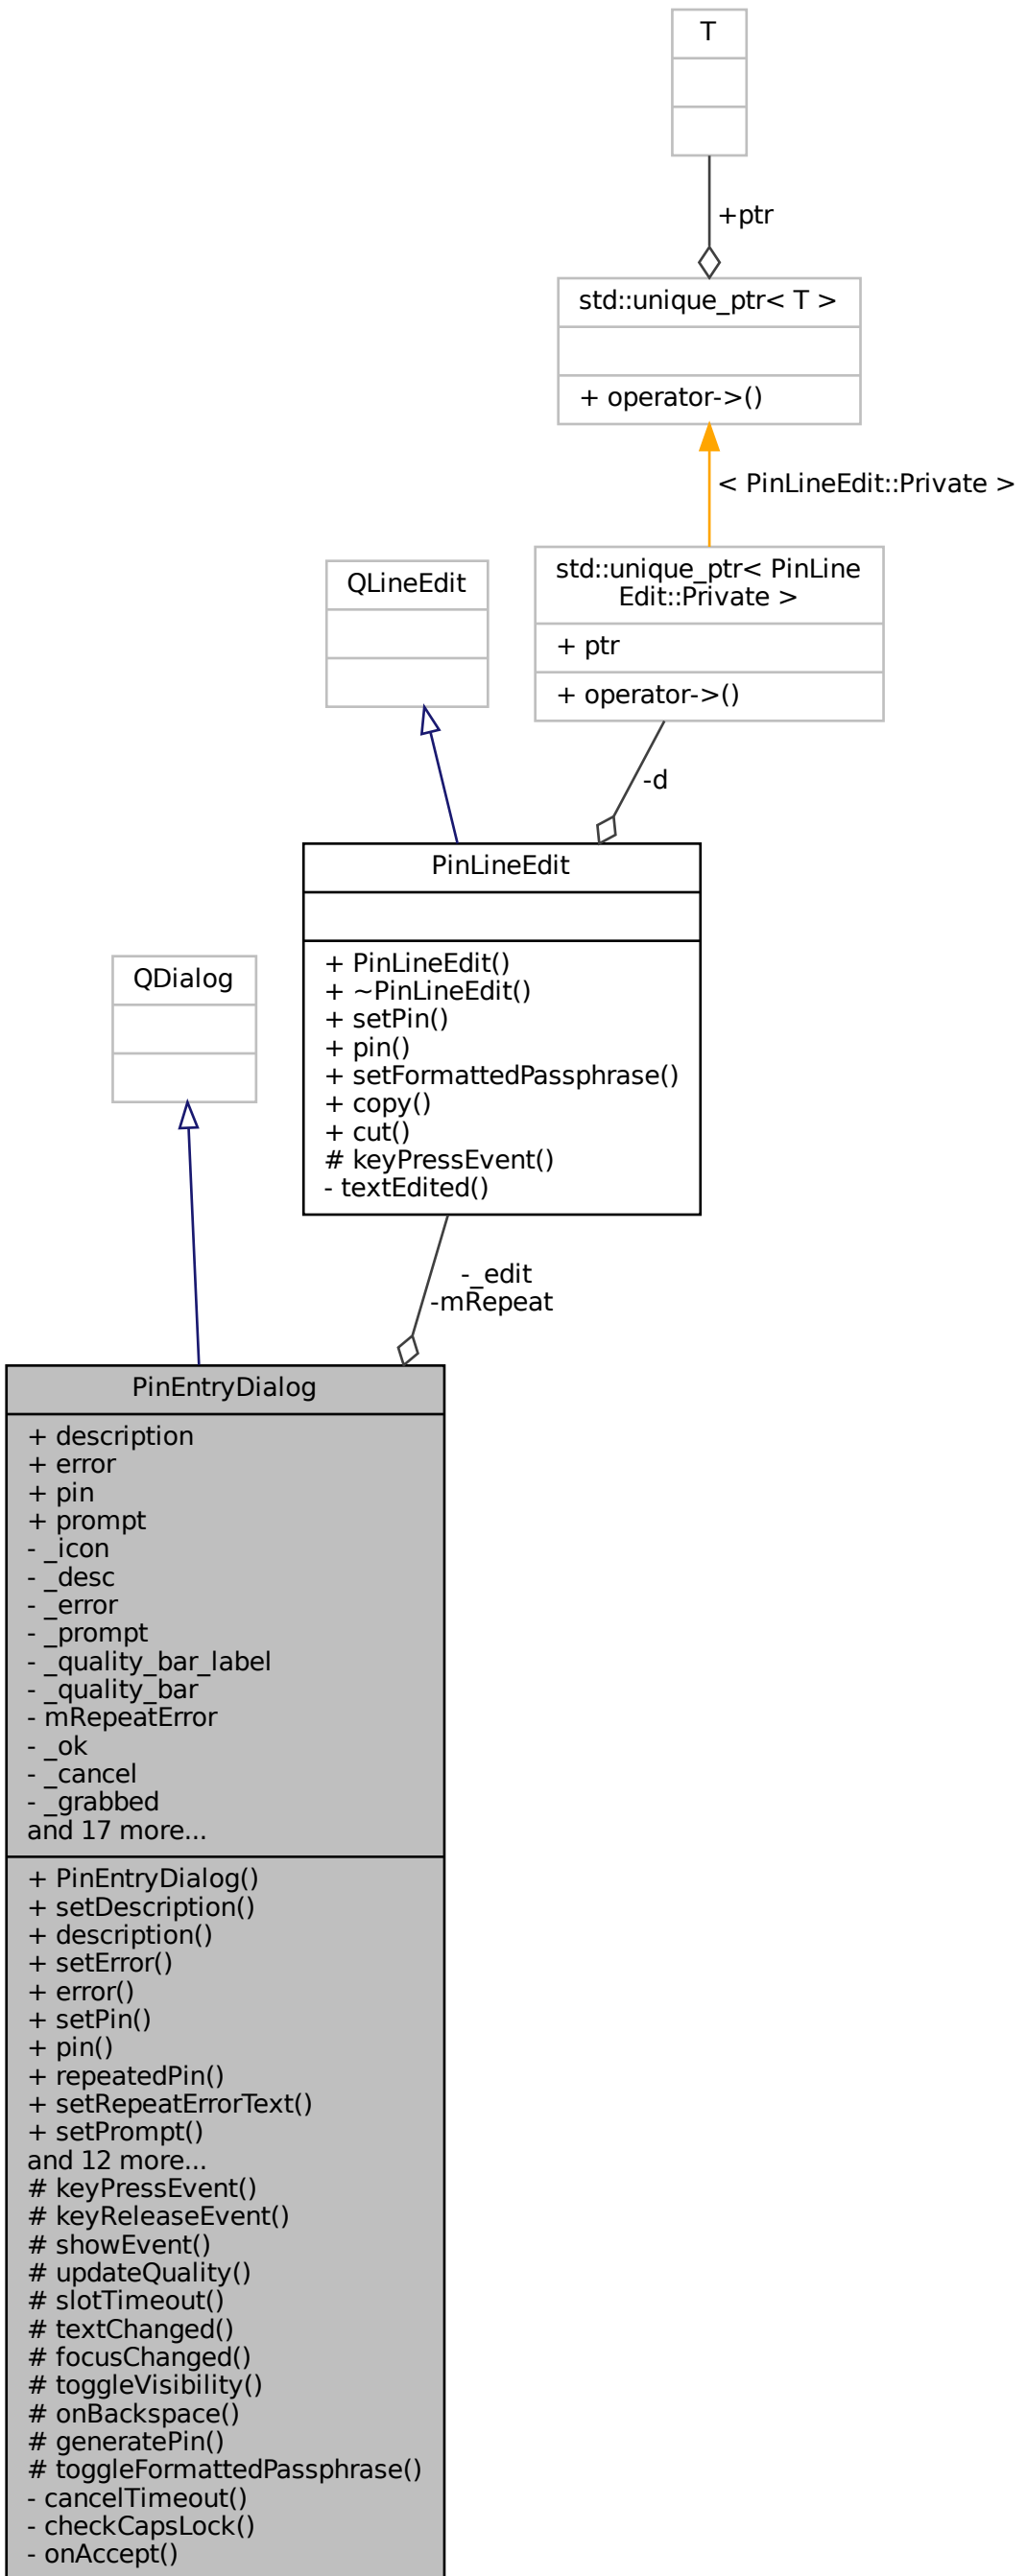 T
+ptr
std::unique_ptr< T >
+ operator->()
< PinLineEdit::Private >
std::unique_ptr< PinLine
Edit::Private >
+ ptr
+ operator->()
QLineEdit
-d
PinLineEdit
+ PinLineEdit()
+ ~PinLineEdit()
+ setPin()
+ pin()
+ setFormattedPassphrase()
+ copy()
+ cut()
# keyPressEvent()
- textEdited()
QDialog
-_edit
-mRepeat
PinEntryDialog
+ description
+ error
+ pin
+ prompt
- _icon
- _desc
- _error
- _prompt
- _quality_bar_label
- _quality_bar
- mRepeatError
- _ok
- _cancel
- _grabbed
and 17 more...
+ PinEntryDialog()
+ setDescription()
+ description()
+ setError()
+ error()
+ setPin()
+ pin()
+ repeatedPin()
+ setRepeatErrorText()
+ setPrompt()
and 12 more...
# keyPressEvent()
# keyReleaseEvent()
# showEvent()
# updateQuality()
# slotTimeout()
# textChanged()
# focusChanged()
# toggleVisibility()
# onBackspace()
# generatePin()
# toggleFormattedPassphrase()
- cancelTimeout()
- checkCapsLock()
- onAccept()